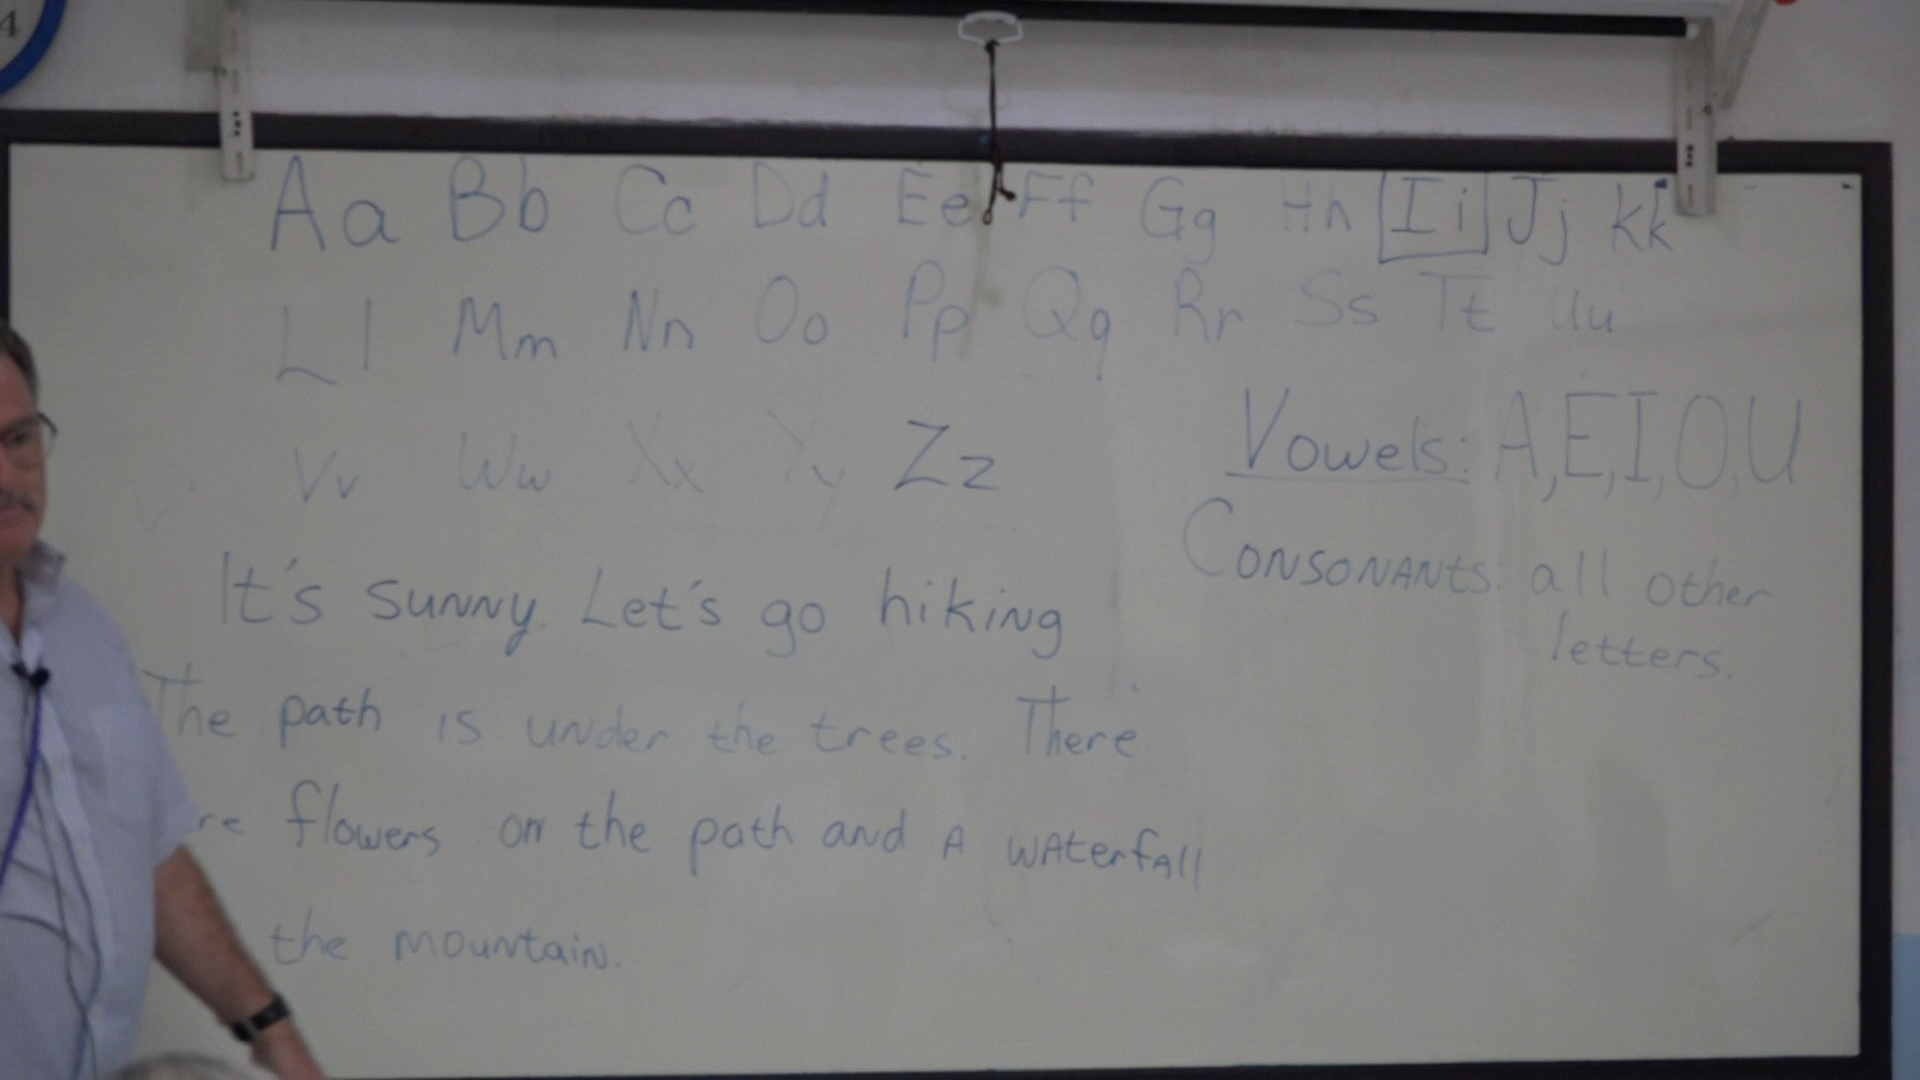 4
Aa Bb Cc Dd Ee Ff Gg Hh Ii Jj Kk
Ll Mm Nn Oo Pp Qq Rr Ss Tt Uu
Vv Ww Xx Yy Zz
Vowels: A, E, I, O, U
Consonants: all other
letters.
It's sunny. Let's go hiking
The path is under the trees. There
re flowers on the path and a waterfall
the mountain.